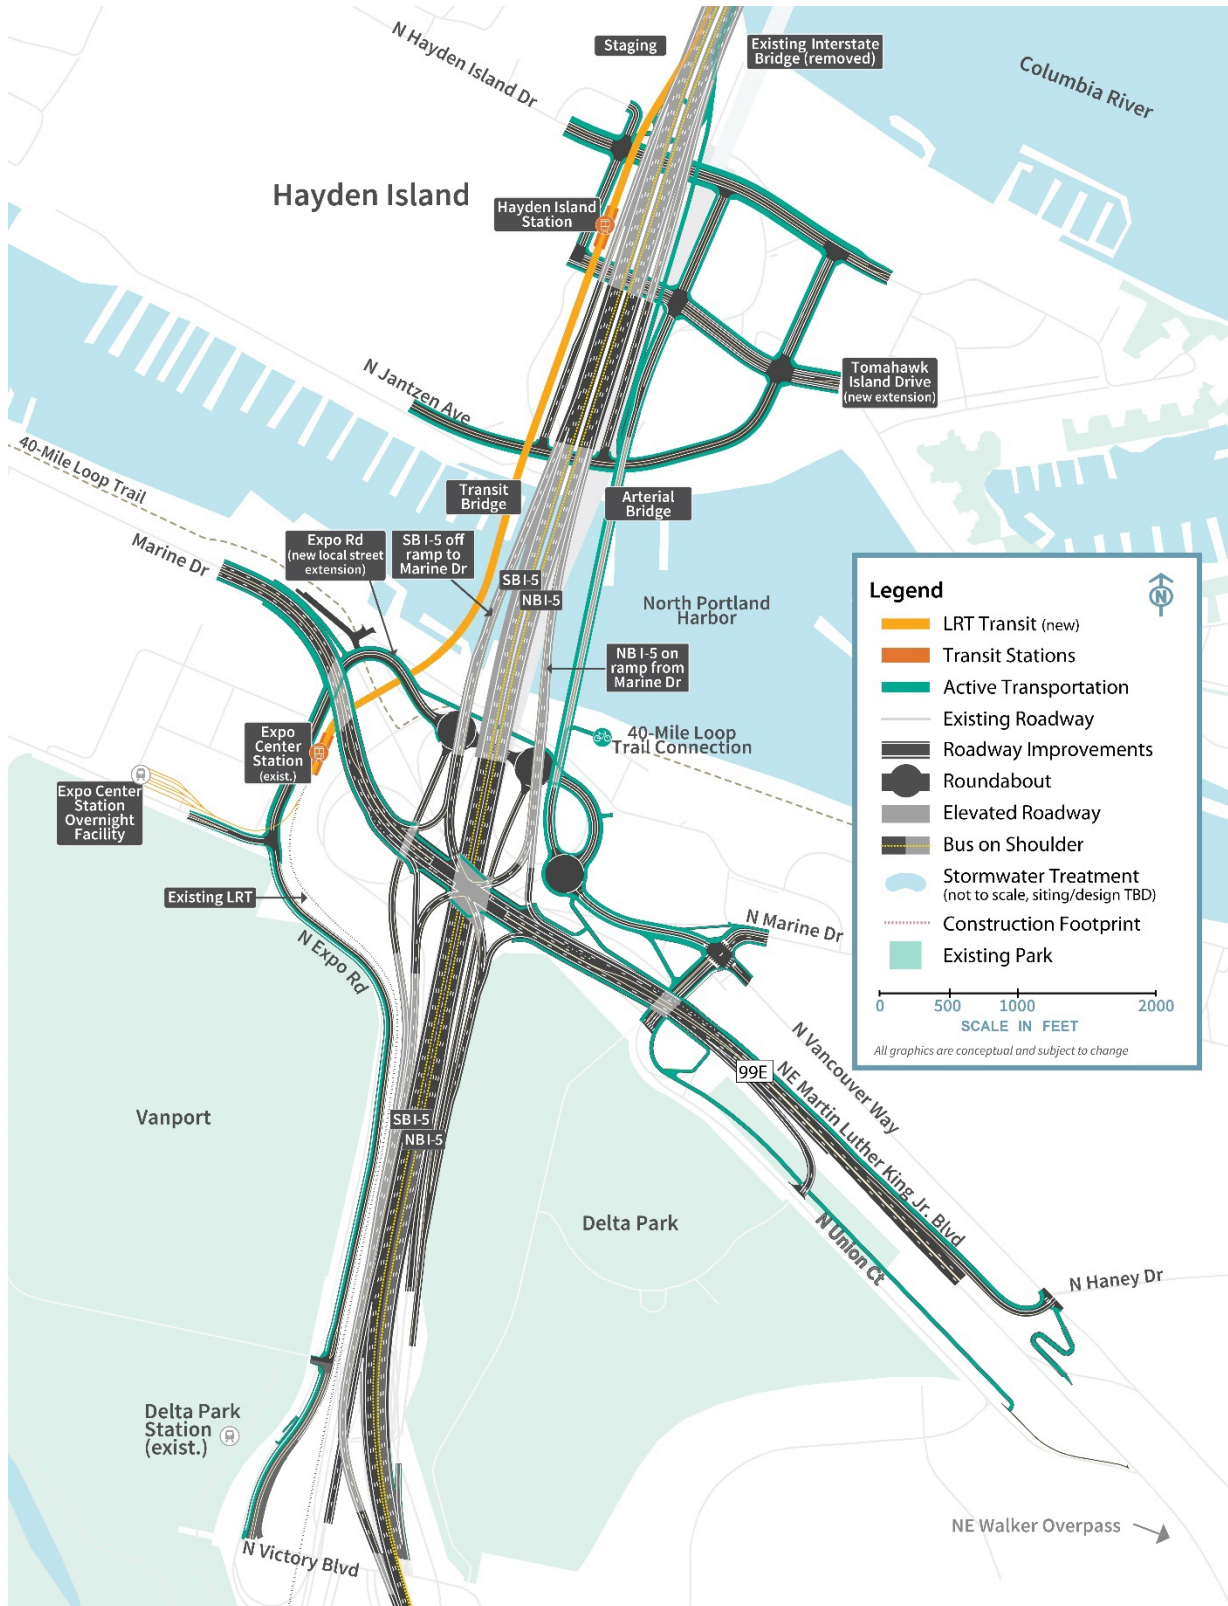 Staging
Existing Interstate
Bridge (removed)
N Hayden Island Dr
Columbia River
Hayden Island
Hayden Island
Station
N Jantzen Ave
Tomahawk
Island Drive
(new extension)
40-Mile Loop Trail
Transit
Bridge
Arterial
Bridge
Marine Dr
Expo Rd
(new local street
extension)
SB I-5 off
ramp to
Marine Dr
SB I-5
NB I-5
North Portland
Harbor
NB I-5 on
ramp from
Marine Dr
40-Mile Loop
Trail Connection
Expo
Center
Station
(exist.)
Expo Center
Station
Overnight
Facility
Existing LRT
N Expo Rd
N Marine Dr
N Vancouver Way
99E
NE Martin Luther King Jr. Blvd
Vanport
SB I-5
NB I-5
Delta Park
N Union Ct
N Haney Dr
Delta Park
Station
(exist.)
N Victory Blvd
NE Walker Overpass
Legend
N
LRT Transit (new)
Transit Stations
Active Transportation
Existing Roadway
Roadway Improvements
Roundabout
Elevated Roadway
Bus on Shoulder
Stormwater Treatment
(not to scale, siting/design TBD)
Construction Footprint
Existing Park
0 500 1000 2000
SCALE IN FEET
All graphics are conceptual and subject to change